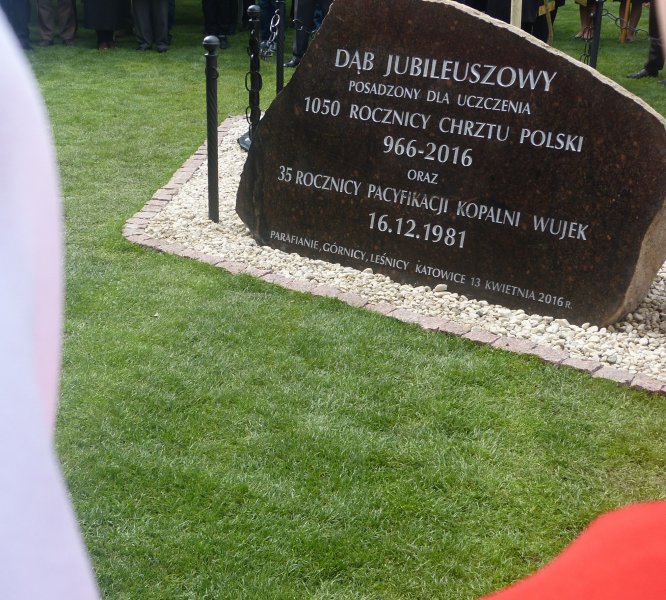 DĄB JUBILEUSZOWY
POSADZONY DLA UCZCZENIA
1050 ROCZNICY CHRZTU POLSKI
966-2016
ORAZ
35 ROCZNICY PACYFIKACJI KOPALNI WUJEK
16.12.1981
PARAFIANIE, GÓRNICY, LEŚNICY KATOWICE 13 KWIETNIA 2016 R.